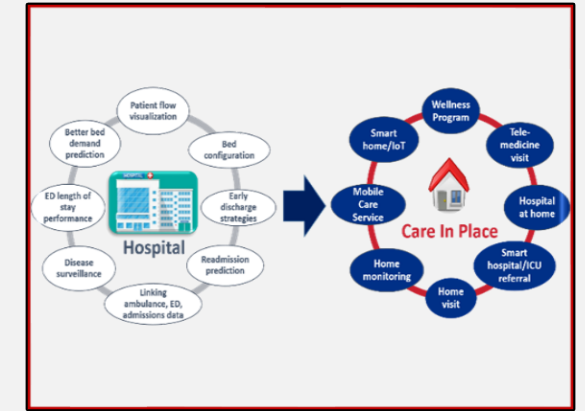 Patient flow
visualization
Better bed
demand
prediction
Bed
configuration
ED length of
stay
performance
Early
discharge
strategies
HOSPITAL
Hospital
Disease
surveillance
Readmission
prediction
Linking
ambulance, ED,
admissions data
Wellness
Program
Smart
home/IoT
Tele-
medicine
visit
Mobile
Care
Service
Hospital
at home
Care In Place
Home
monitoring
Smart
hospital/ICU
referral
Home
visit